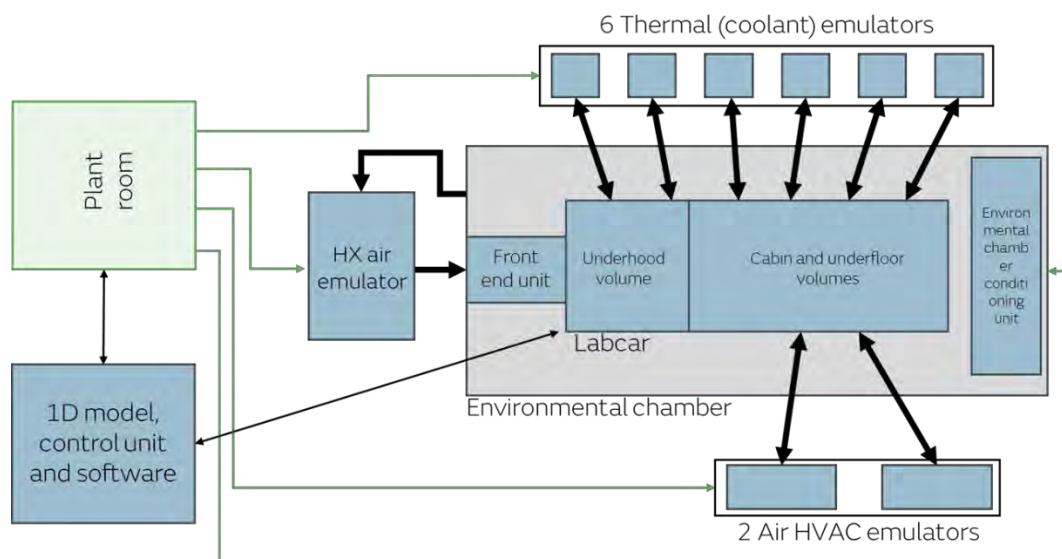 6 Thermal (coolant) emulators
Plant
room
HX air
emulator
Front
end unit
Underhood
volume
Cabin and underfloor
volumes
Environ
mental
chamb
er
conditi
oning
unit
Labcar
Environmental chamber
1D model,
control unit
and software
2 Air HVAC emulators